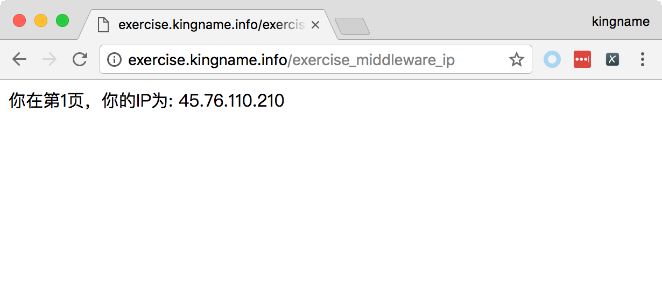 exercise.kingname.info/exercis
kingname
exercise.kingname.info/exercise_middleware_ip
你在第1页，你的IP为: 45.76.110.210